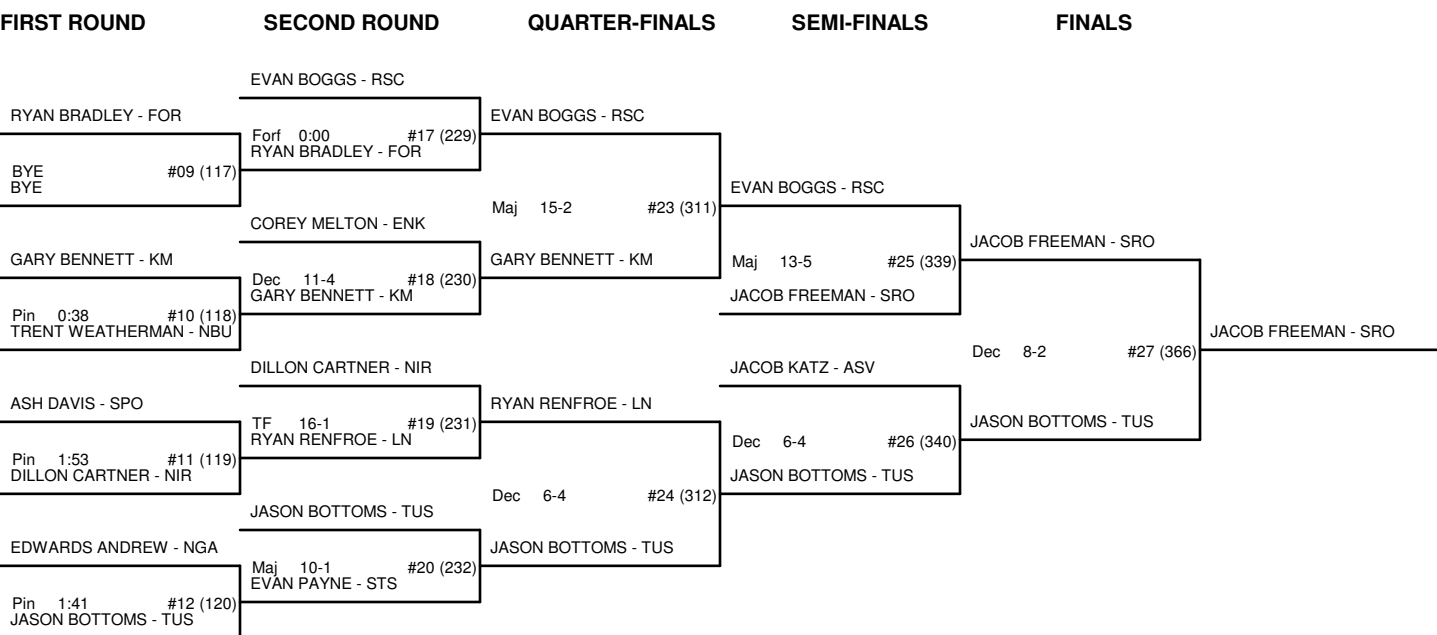 FIRST ROUND SECOND ROUND QUARTER-FINALS SEMI-FINALS FINALS
EVAN BOGGS - RSC
RYAN BRADLEY - FOR
EVAN BOGGS - RSC
Forf 0:00 #17 (229)
RYAN BRADLEY - FOR
BYE #09 (117)
BYE
EVAN BOGGS - RSC
Maj 15-2 #23 (311)
COREY MELTON - ENK
JACOB FREEMAN - SRO
GARY BENNETT - KM
GARY BENNETT - KM
Maj 13-5 #25 (339)
Dec 11-4 #18 (230)
GARY BENNETT - KM
JACOB FREEMAN - SRO
Pin 0:38 #10 (118)
TRENT WEATHERMAN - NBU
JACOB FREEMAN - SRO
Dec 8-2 #27 (366)
DILLON CARTNER - NIR
JACOB KATZ - ASV
ASH DAVIS - SPO
RYAN RENFROE - LN
TF 16-1 #19 (231)
RYAN RENFROE - LN
JASON BOTTOMS - TUS
Dec 6-4 #26 (340)
Pin 1:53 #11 (119)
DILLON CARTNER - NIR
JASON BOTTOMS - TUS
Dec 6-4 #24 (312)
JASON BOTTOMS - TUS
EDWARDS ANDREW - NGA
JASON BOTTOMS - TUS
Maj 10-1 #20 (232)
EVAN PAYNE - STS
Pin 1:41 #12 (120)
JASON BOTTOMS - TUS